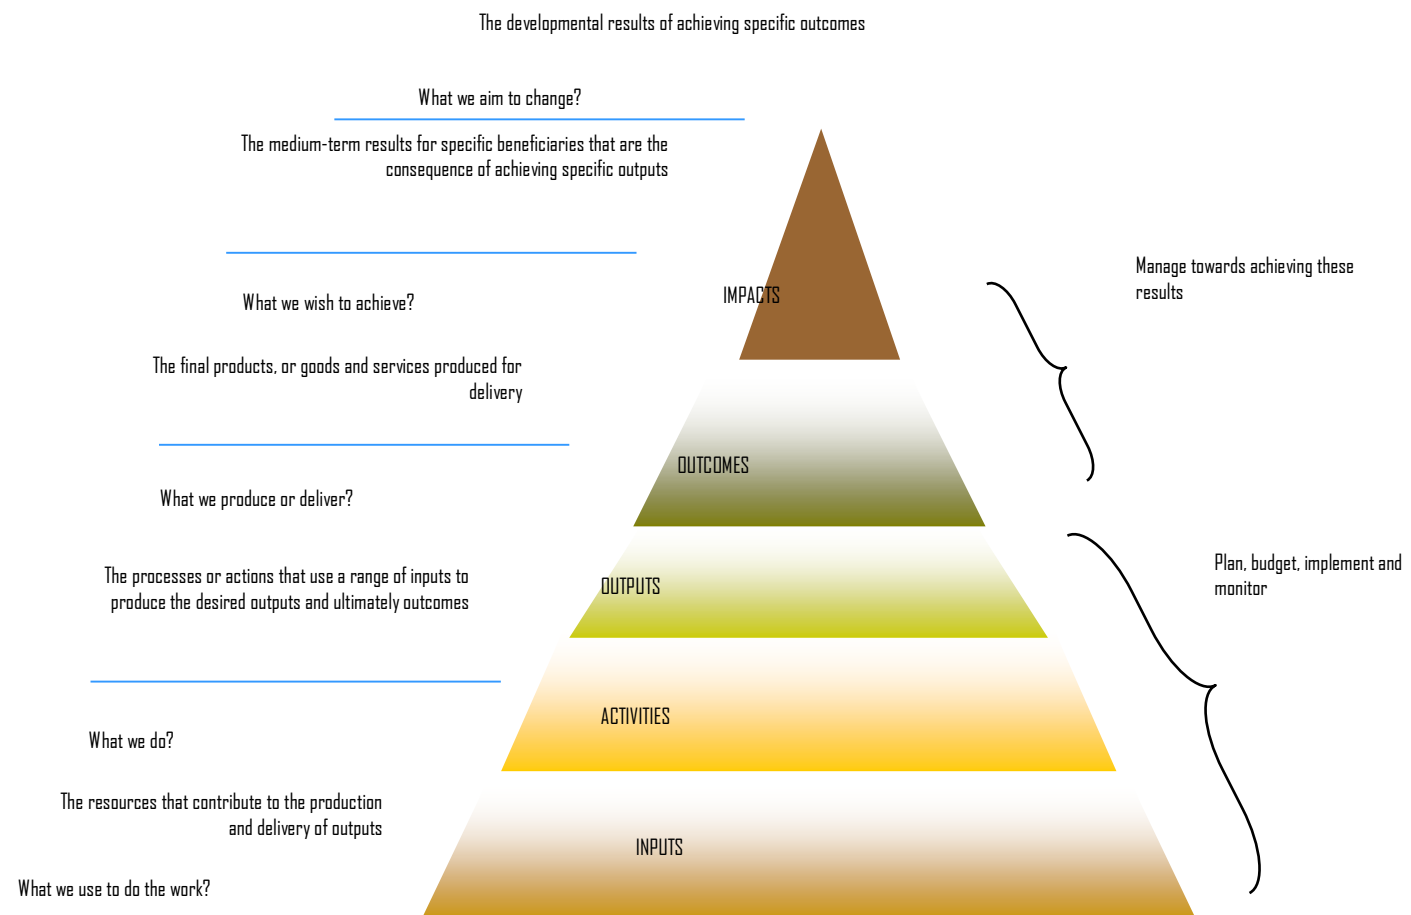 The developmental results of achieving specific outcomes
What we aim to change?
The medium-term results for specific beneficiaries that are the
consequence of achieving specific outputs
Manage towards achieving these
results
IMPACTS
What we wish to achieve?
The final products, or goods and services produced for
delivery
OUTCOMES
What we produce or deliver?
Plan, budget, implement and
monitor
The processes or actions that use a range of inputs to
produce the desired outputs and ultimately outcomes
OUTPUTS
ACTIVITIES
What we do?
The resources that contribute to the production
and delivery of outputs
INPUTS
What we use to do the work?